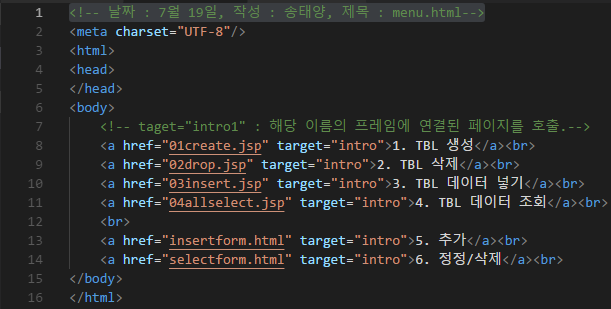 1 <!-- 날짜 : 7월 19일, 작성 : 송태양, 제목 : menu.html-->
2 <meta charset="UTF-8"/>
3 <html>
4 <head>
5 </head>
6 <body>
7 <!-- taget="intro1" : 해당 이름의 프레임에 연결된 페이지를 호출.-->
8 <a href="01create.jsp" target="intro">1. TBL 생성</a><br>
9 <a href="02drop.jsp" target="intro">2. TBL 삭제</a><br>
10 <a href="03insert.jsp" target="intro">3. TBL 데이터 넣기</a><br>
11 <a href="04allselect.jsp" target="intro">4. TBL 데이터 조회</a><br>
12 <br>
13 <a href="insertform.html" target="intro">5. 추가</a><br>
14 <a href="selectform.html" target="intro">6. 정정/삭제</a><br>
15 </body>
16 </html>